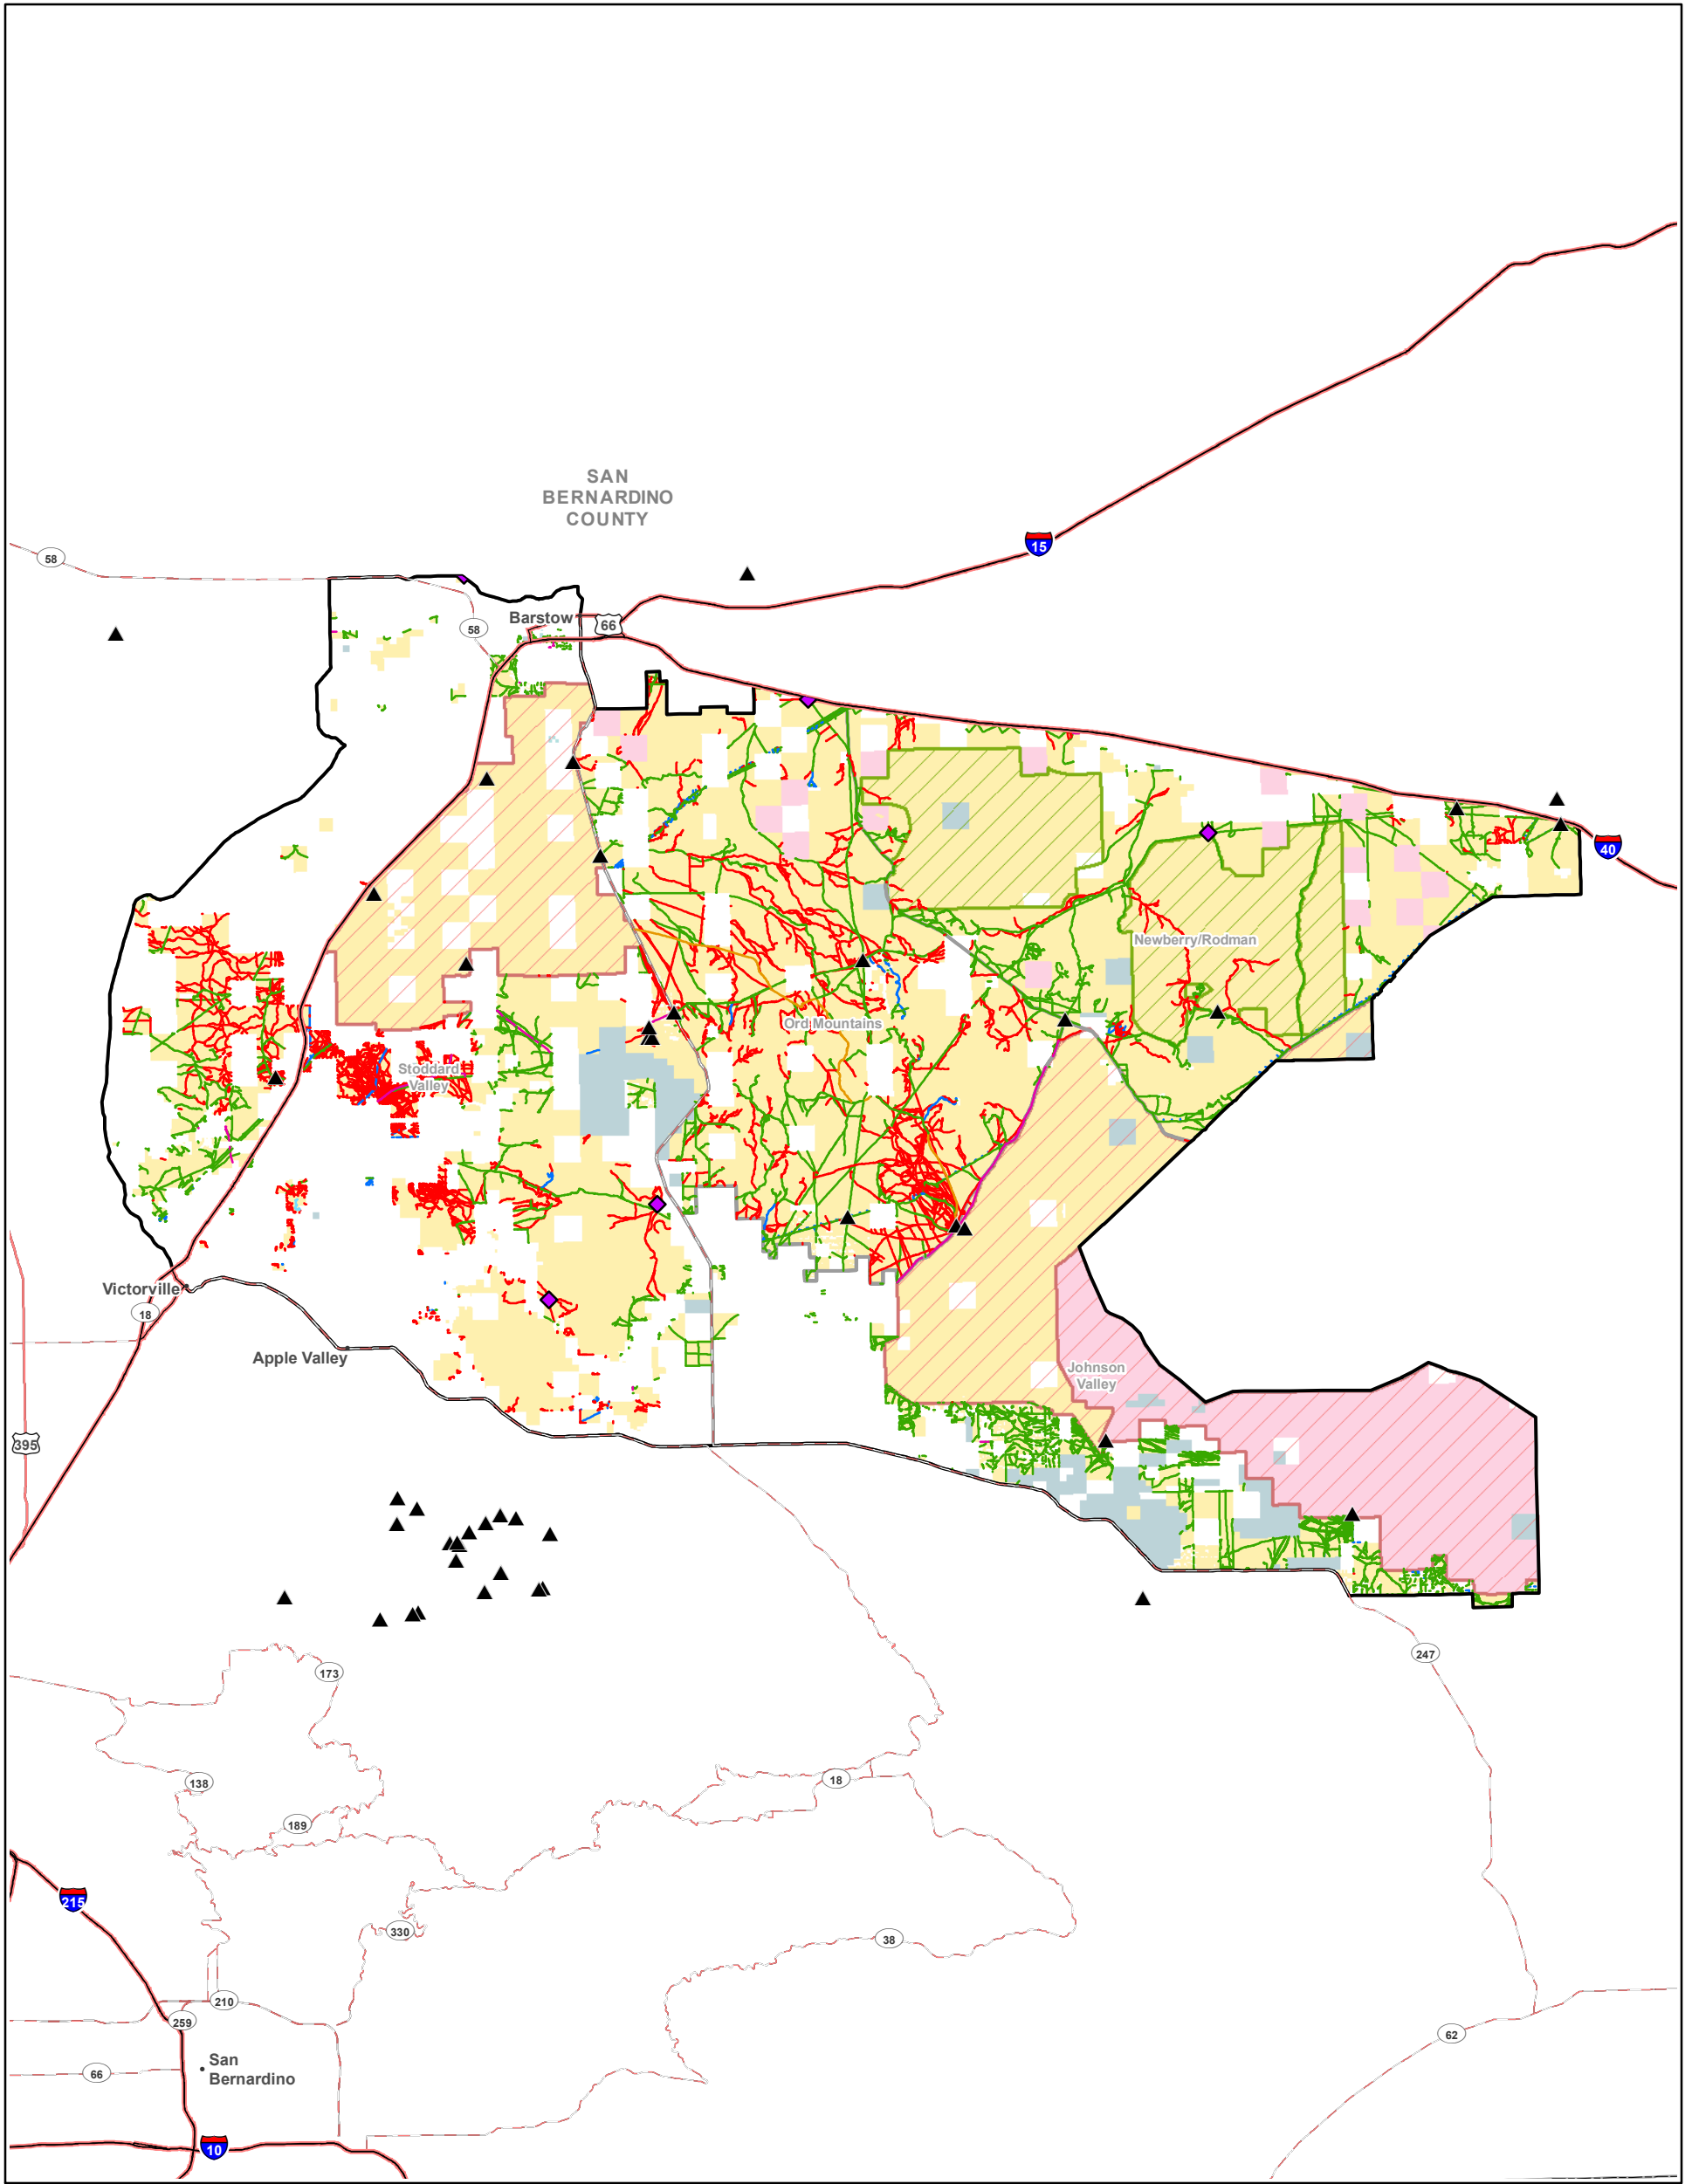 SAN
BERNARDINO
COUNTY
15
58
58
Barstow
66
40
Newberry/Rodman
Ord Mountains
Stoddard
Valley
Victorville
18
Apple Valley
Johnson
Valley
395
247
173
138
18
189
215
330
38
210
259
62
San
Bernardino
66
10